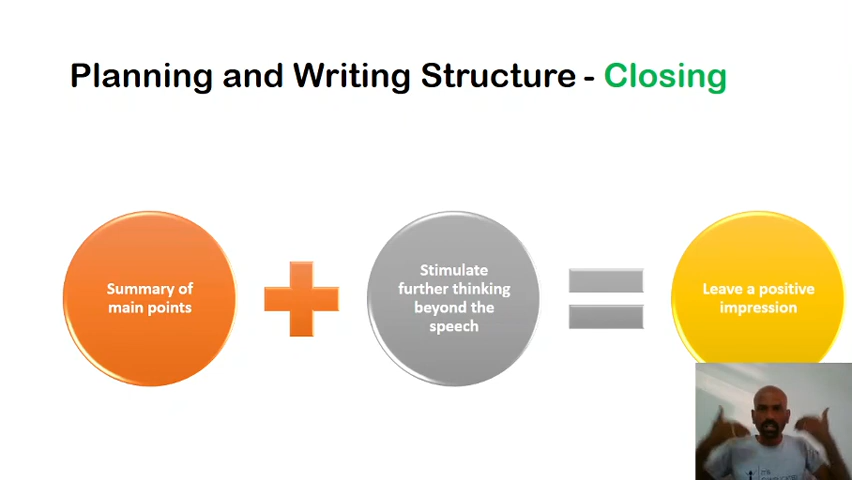 Planning and Writing Structure - Closing
Summary of
main points
Stimulate
further thinking
beyond the
speech
Leave a positive
impression